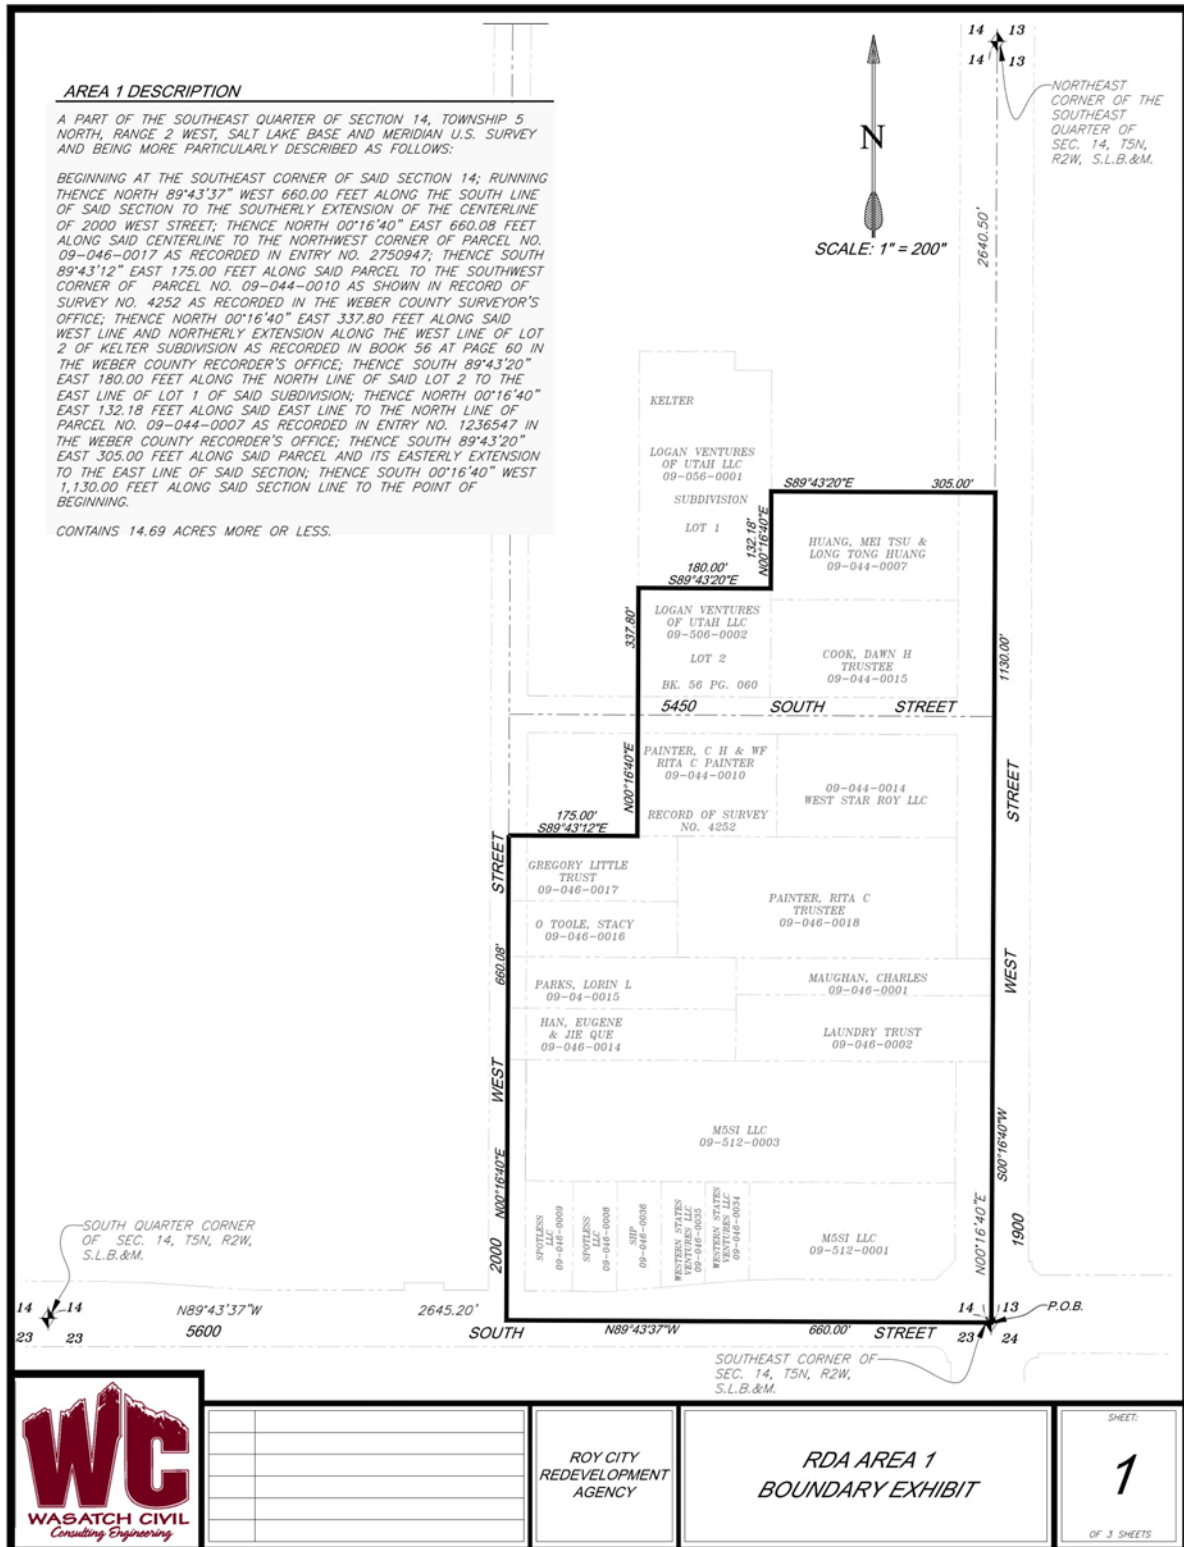 AREA 1 DESCRIPTION
A PART OF THE SOUTHEAST QUARTER OF SECTION 14, TOWNSHIP 5
NORTH, RANGE 2 WEST, SALT LAKE BASE AND MERIDIAN U.S. SURVEY
AND BEING MORE PARTICULARLY DESCRIBED AS FOLLOWS:
BEGINNING AT THE SOUTHEAST CORNER OF SAID SECTION 14; RUNNING
THENCE NORTH 89°43'37" WEST 660.00 FEET ALONG THE SOUTH LINE
OF SAID SECTION TO THE SOUTHERLY EXTENSION OF THE CENTERLINE
OF 2000 WEST STREET; THENCE NORTH 00°16'40" EAST 660.08 FEET
ALONG SAID CENTERLINE TO THE NORTHWEST CORNER OF PARCEL NO.
09-046-0017 AS RECORDED IN ENTRY NO. 2750947; THENCE SOUTH
89°43'12" EAST 175.00 FEET ALONG SAID PARCEL TO THE SOUTHWEST
CORNER OF PARCEL NO. 09-044-0010 AS SHOWN IN RECORD OF
SURVEY NO. 4252 AS RECORDED IN THE WEBER COUNTY SURVEYOR'S
OFFICE; THENCE NORTH 00°16'40" EAST 337.80 FEET ALONG SAID
WEST LINE AND NORTHERLY EXTENSION ALONG THE WEST LINE OF LOT
2 OF KELTER SUBDIVISION AS RECORDED IN BOOK 56 AT PAGE 60 IN
THE WEBER COUNTY RECORDER'S OFFICE; THENCE SOUTH 89°43'20"
EAST 180.00 FEET ALONG THE NORTH LINE OF SAID LOT 2 TO THE
EAST LINE OF LOT 1 OF SAID SUBDIVISION; THENCE NORTH 00°16'40"
EAST 132.18 FEET ALONG SAID EAST LINE TO THE NORTH LINE OF
PARCEL NO. 09-044-0007 AS RECORDED IN ENTRY NO. 1236547 IN
THE WEBER COUNTY RECORDER'S OFFICE; THENCE SOUTH 89°43'20"
EAST 305.00 FEET ALONG SAID PARCEL AND ITS EASTERLY EXTENSION
TO THE EAST LINE OF SAID SECTION; THENCE SOUTH 00°16'40" WEST
1,130.00 FEET ALONG SAID SECTION LINE TO THE POINT OF
BEGINNING.
CONTAINS 14.69 ACRES MORE OR LESS.
N
SCALE: 1" = 200"
14 13
14 13
NORTHEAST
CORNER OF THE
SOUTHEAST
QUARTER OF
SEC. 14, T5N,
R2W, S.L.B.&M.
2640.50'
KELTER
LOGAN VENTURES
OF UTAH LLC
09-056-0001
SUBDIVISION
LOT 1
S89°43'20"E 305.00'
132.18'
N00°16'40"E
HUANG, MEI TSU &
LONG TONG HUANG
09-044-0007
180.00'
S89°43'20"E
337.80'
LOGAN VENTURES
OF UTAH LLC
09-506-0002
LOT 2
BK. 56 PG. 060
COOK, DAWN H
TRUSTEE
09-044-0015
1130.00'
5450 SOUTH STREET
N00°16'40"E
PAINTER, C H & WF
RITA C PAINTER
09-044-0010
RECORD OF SURVEY
NO. 4252
09-044-0014
WEST STAR ROY LLC
STREET
175.00'
S89°43'12"E
STREET
GREGORY LITTLE
TRUST
09-046-0017
O TOOLE, STACY
09-046-0016
PAINTER, RITA C
TRUSTEE
09-046-0018
660.08'
PARKS, LORIN L
09-04-0015
MAUGHAN, CHARLES
09-046-0001
WEST
HAN, EUGENE
& JIE QUE
09-046-0014
LAUNDRY TRUST
09-046-0002
WEST
M5SI LLC
09-512-0003
N00°16'40"E
S00°16'40"W
SPOTLESS
LLC
09-046-0009
SPOTLESS
LLC
09-046-0008
SHP
09-046-0036
WESTERN STATES
VENTURES LLC
09-046-0035
WESTERN STATES
VENTURES LLC
09-046-0034
M5SI LLC
09-512-0001
N00°16'40"E
1900
2000
SOUTH QUARTER CORNER
OF SEC. 14, T5N, R2W,
S.L.B.&M.
14 14
23 23
N89°43'37"W 2645.20'
5600 SOUTH STREET
N89°43'37"W 660.00'
14 13
23 24
P.O.B.
SOUTHEAST CORNER OF
SEC. 14, T5N, R2W,
S.L.B.&M.
WC
WASATCH CIVIL
Consulting Engineering
ROY CITY
REDEVELOPMENT
AGENCY
RDA AREA 1
BOUNDARY EXHIBIT
SHEET:
1
OF 3 SHEETS